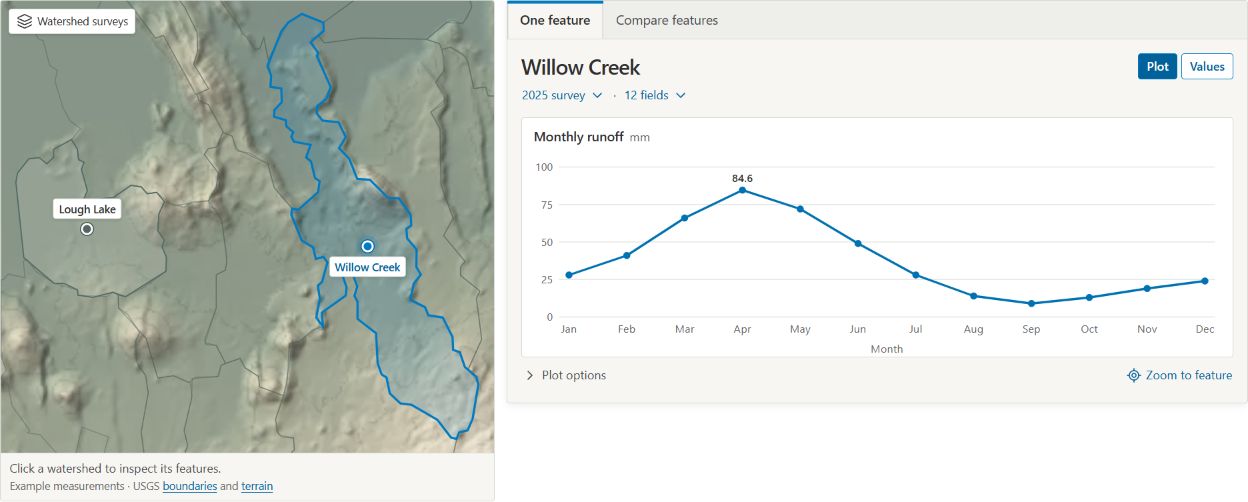 Watershed surveys
Lough Lake
Willow Creek
Click a watershed to inspect its features.
Example measurements · USGS boundaries and terrain
One feature
Compare features
Willow Creek
Plot
Values
2025 survey · 12 fields
Monthly runoff mm
100
84.6
75
50
25
0
Jan Feb Mar Apr May Jun Jul Aug Sep Oct Nov Dec
Month
Plot options
Zoom to feature